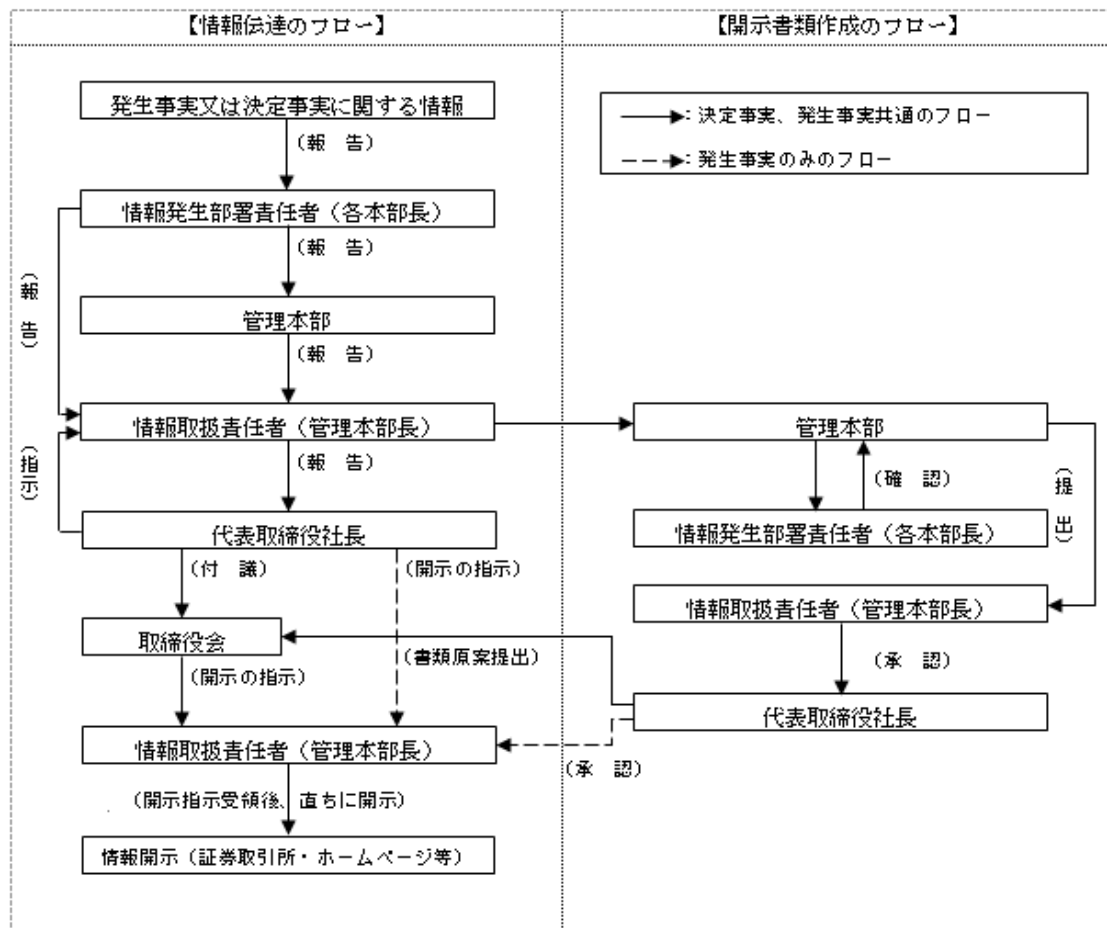 【情報伝達のフロー】
発生事実又は決定事実に関する情報
（報　告）
情報発生部署責任者（各本部長）
（報　告）
（報　告）
管理本部
（報　告）
情報取扱責任者（管理本部長）
（報　告）
（指示）
代表取締役社長
（付　議）
（開示の指示）
取締役会
（書類原案提出）
（開示の指示）
情報取扱責任者（管理本部長）
（開示指示受領後、直ちに開示）
情報開示（証券取引所・ホームページ等）
【開示書類作成のフロー】
：決定事実、発生事実共通のフロー
：発生事実のみのフロー
管理本部
（確　認）
（提　出）
情報発生部署責任者（各本部長）
情報取扱責任者（管理本部長）
（承　認）
代表取締役社長
（承　認）